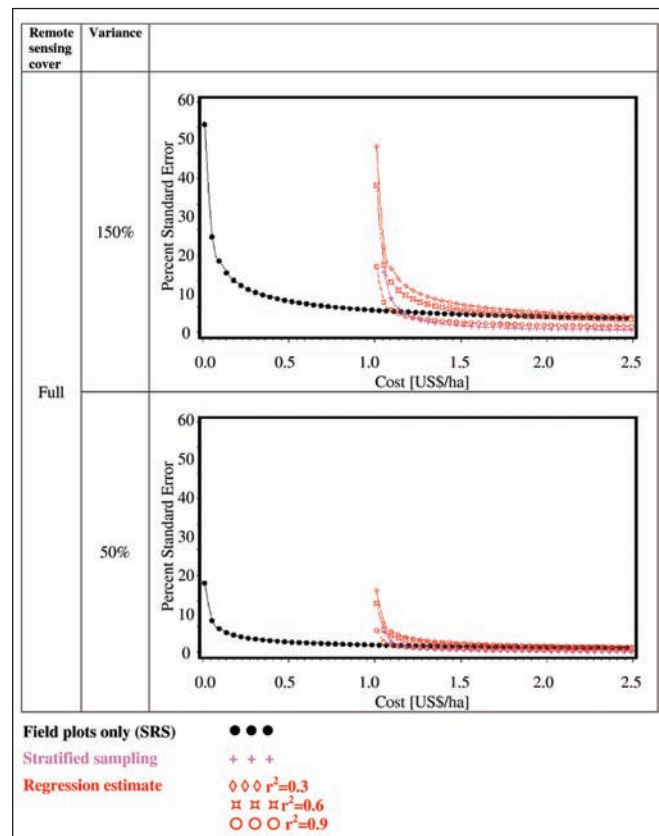 Remote sensing cover
Variance
Full
150%
Percent Standard Error
60
50
40
30
20
10
0
0.0 0.5 1.0 1.5 2.0 2.5
Cost [US$/ha]
50%
Percent Standard Error
60
50
40
30
20
10
0
0.0 0.5 1.0 1.5 2.0 2.5
Cost [US$/ha]
Field plots only (SRS)
Stratified sampling
Regression estimate
r²=0.3
r²=0.6
r²=0.9